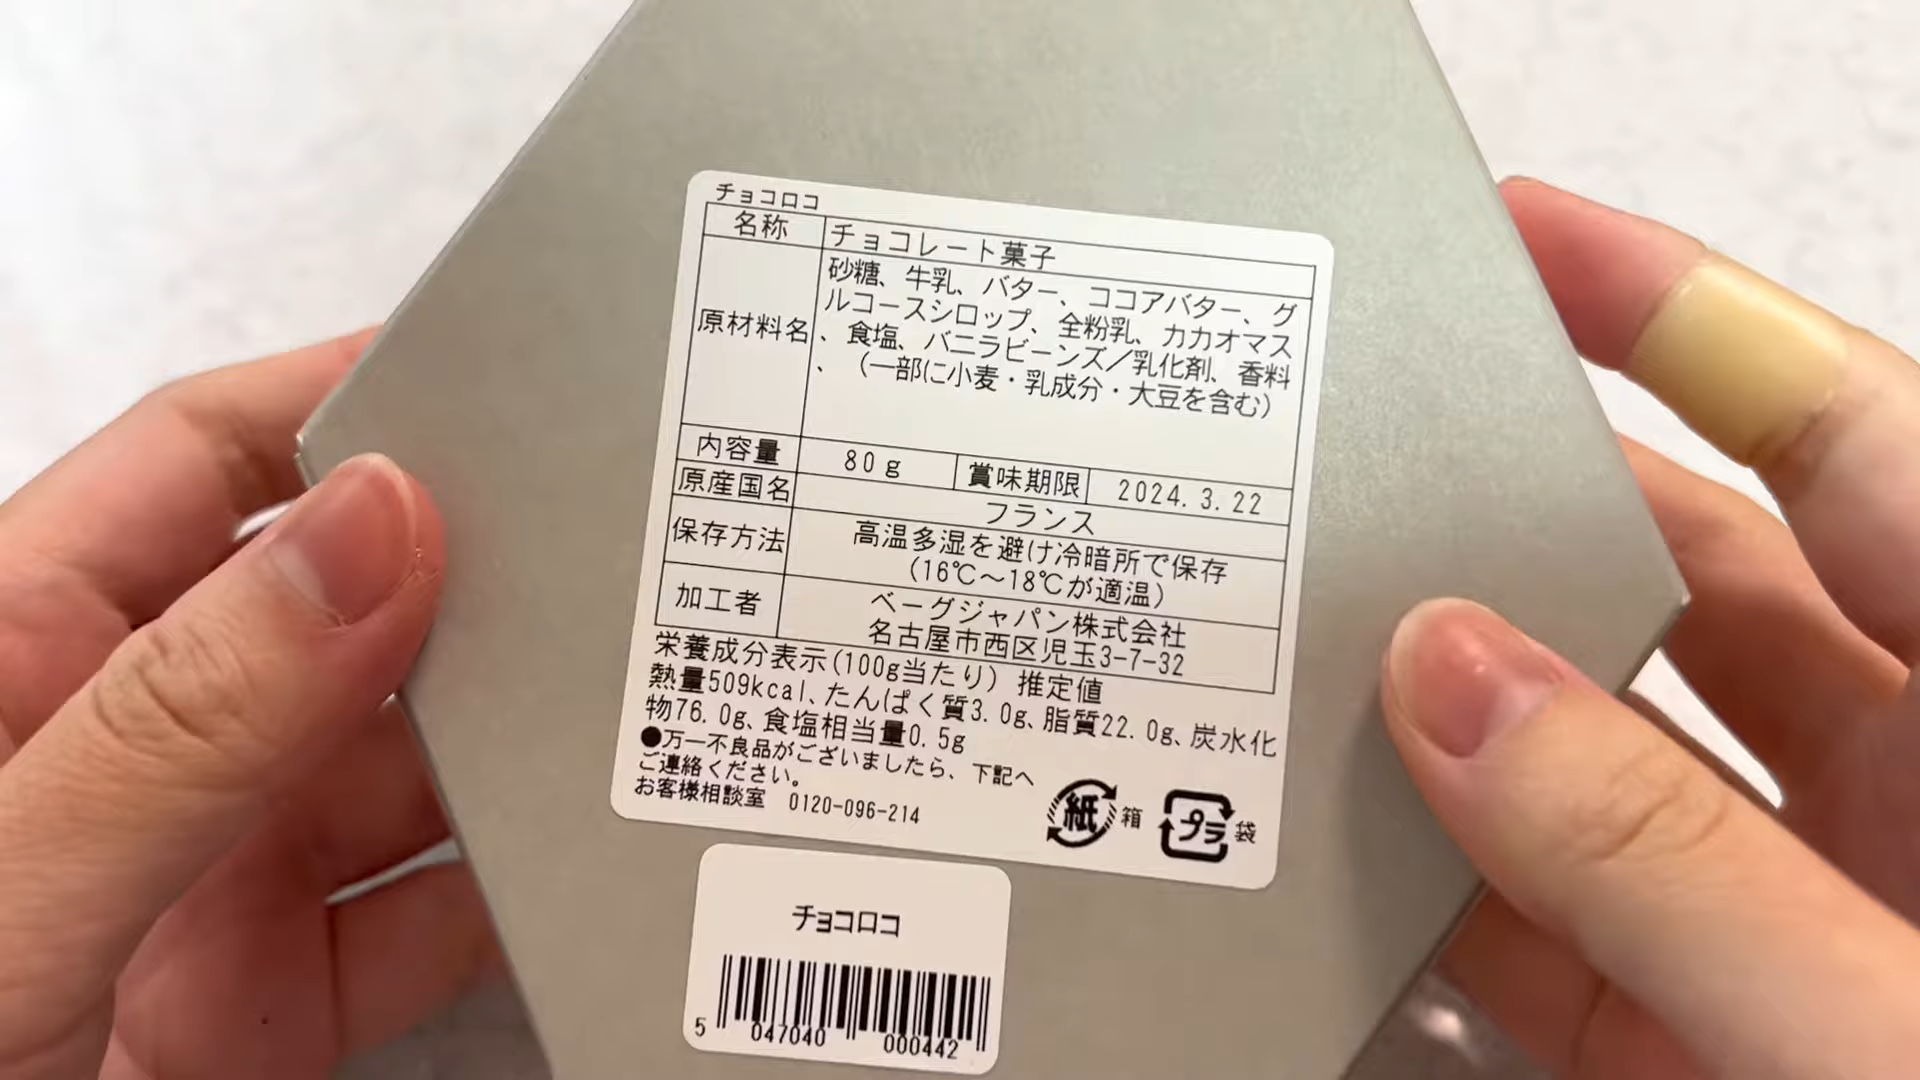 チョコロコ
名称 チョコレート菓子
原材料名 砂糖、牛乳、バター、ココアバター、グ
ルコースシロップ、全粉乳、カカオマス
、食塩、バニラビーンズ／乳化剤、香料
、（一部に小麦・乳成分・大豆を含む）
内容量 80g 賞味期限 2024.3.22
原産国名 フランス
保存方法 高温多湿を避け冷暗所で保存
(16℃～18℃が適温)
加工者 ベーグジャパン株式会社
名古屋市西区児玉3-7-32
栄養成分表示(100g当たり) 推定値
熱量509kcal、たんぱく質3.0g、脂質22.0g、炭水化
物76.0g、食塩相当量0.5g
●万一不良品がございましたら、下記へ
ご連絡ください。
お客様相談室 0120-096-214
紙 箱 プラ 袋
チョコロコ
5 047040 000442